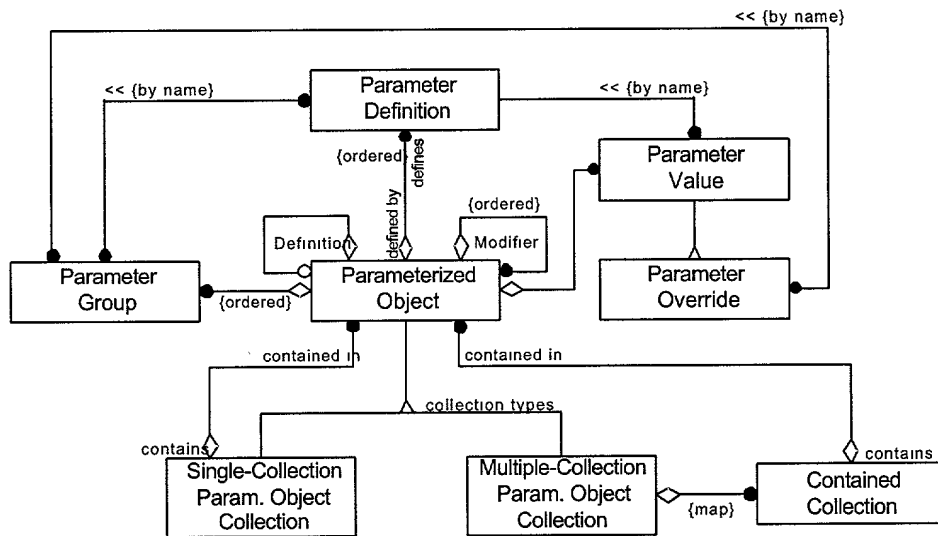 << {by name}
Parameter
Definition
<< {by name}
<< {by name}
{ordered}
defines
defined by
Parameter
Value
{ordered}
Definition
Modifier
Parameter
Group
{ordered}
Parameterized
Object
Parameter
Override
contained in
contained in
collection types
contains
contains
Single-Collection
Param. Object
Collection
Multiple-Collection
Param. Object
Collection
{map}
Contained
Collection